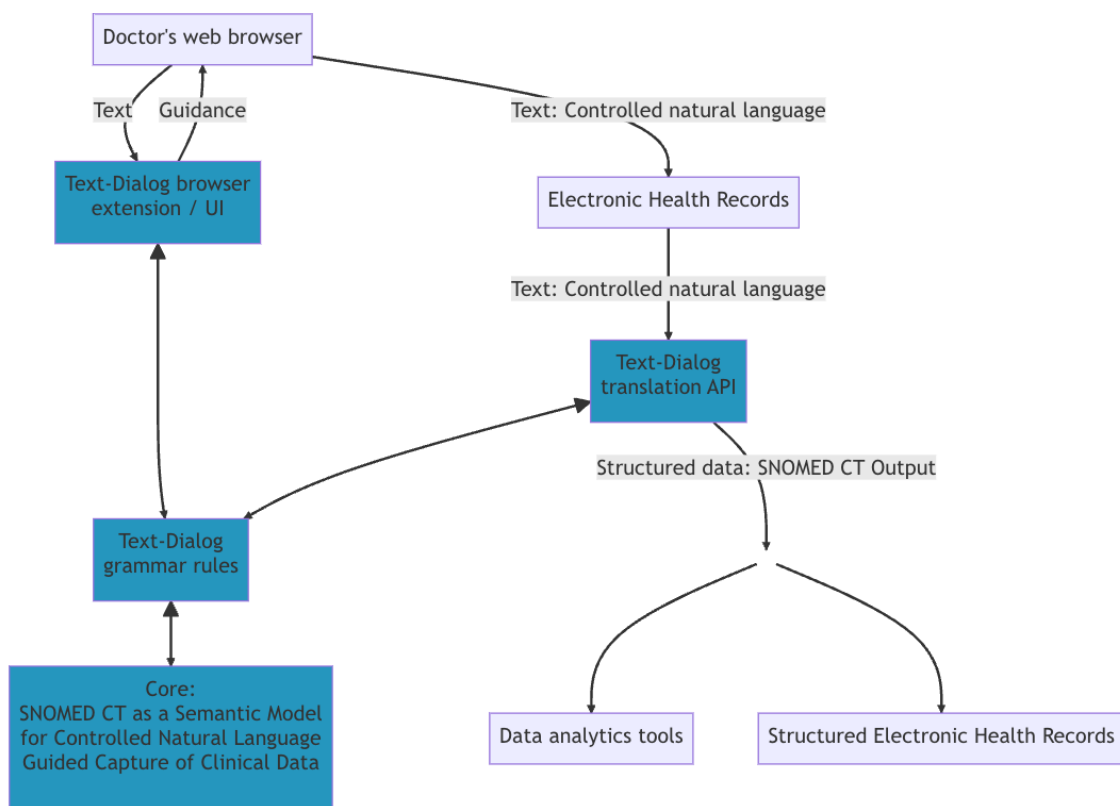 Doctor's web browser
Text
Guidance
Text: Controlled natural language
Text-Dialog browser
extension / UI
Electronic Health Records
Text: Controlled natural language
Text-Dialog
translation API
Structured data: SNOMED CT Output
Text-Dialog
grammar rules
Core:
SNOMED CT as a Semantic Model
for Controlled Natural Language
Guided Capture of Clinical Data
Data analytics tools
Structured Electronic Health Records